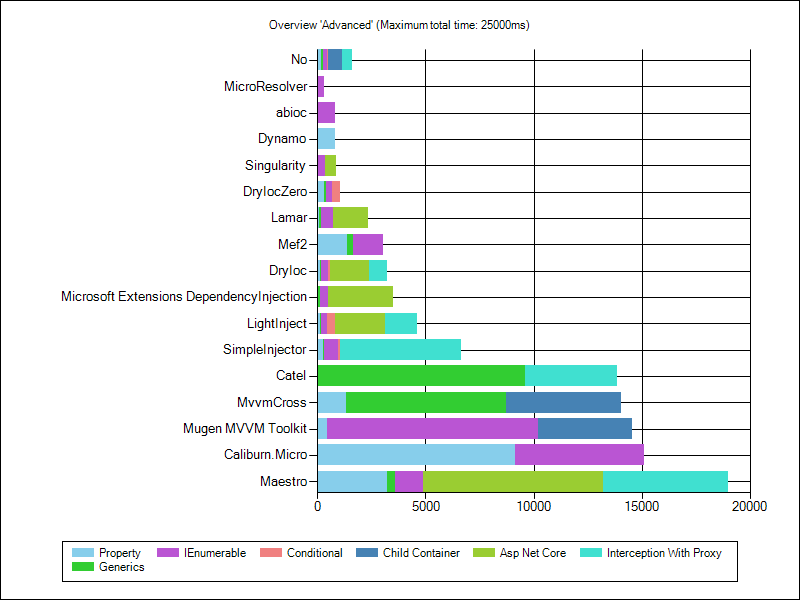 Overview 'Advanced' (Maximum total time: 25000ms)
No
MicroResolver
abioc
Dynamo
Singularity
DryIocZero
Lamar
Mef2
DryIoc
Microsoft Extensions DependencyInjection
LightInject
SimpleInjector
Catel
MvvmCross
Mugen MVVM Toolkit
Caliburn.Micro
Maestro
0 5000 10000 15000 20000
Property IEnumerable Conditional Child Container Asp Net Core Interception With Proxy
Generics